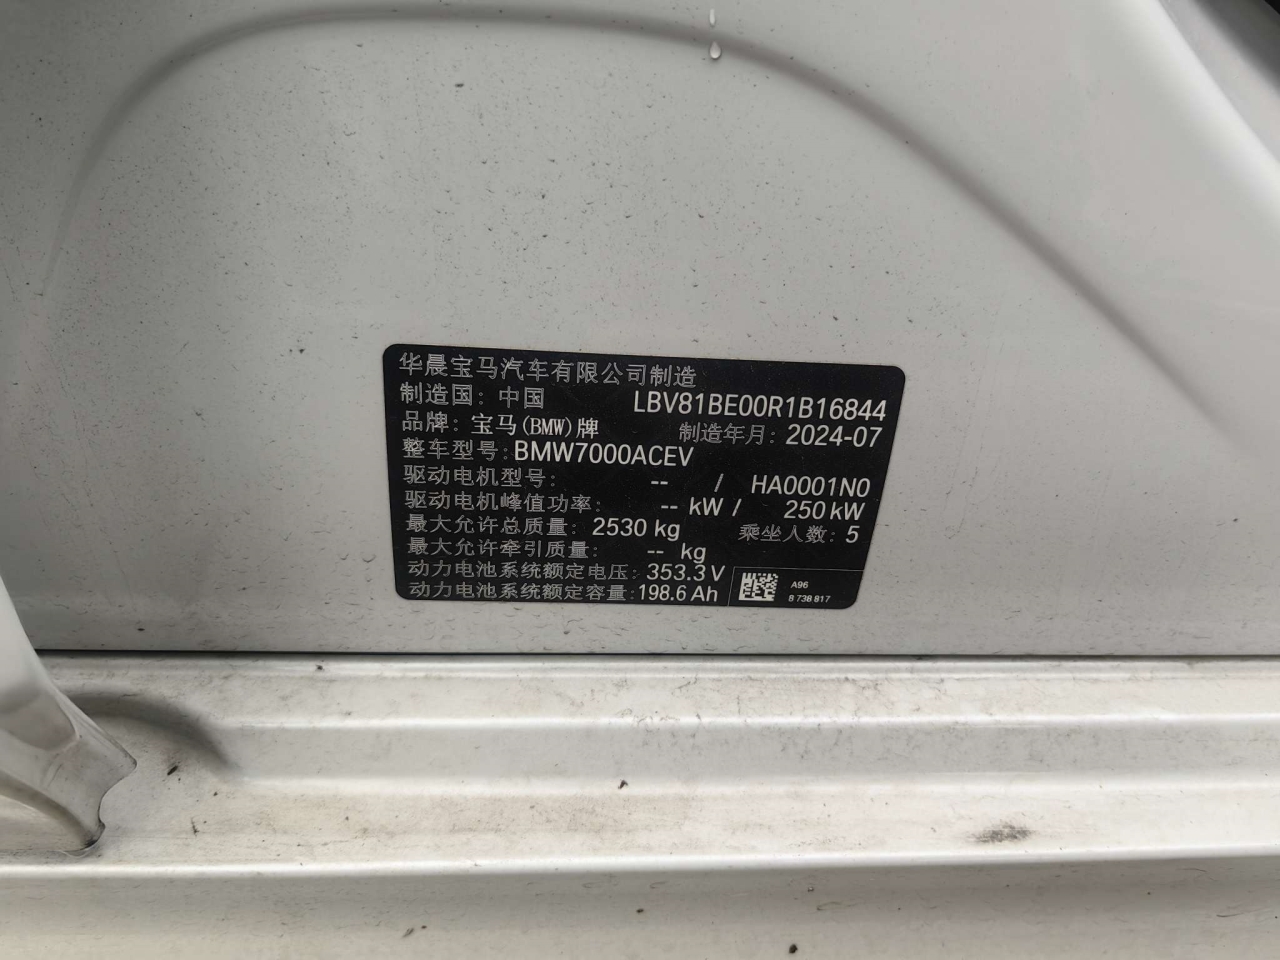 华晨宝马汽车有限公司制造
制造国：中国 LBV81BE00R1B16844
品牌：宝马(BMW)牌 制造年月：2024-07
整车型号：BMW7000ACEV
驱动电机型号： -- / HA0001N0
驱动电机峰值功率： -- kW / 250 kW
最大允许总质量：2530 kg 乘坐人数：5
最大允许牵引质量： -- kg
动力电池系统额定电压：353.3 V
动力电池系统额定容量：198.6 Ah
A96
8 738 817